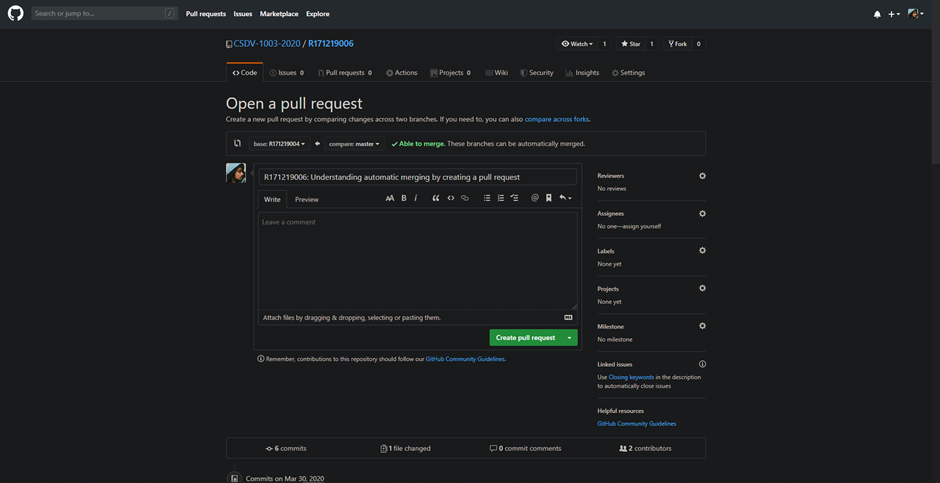 Search or jump to... /
Pull requests Issues Marketplace Explore
CSDV-1003-2020 / R171219006
Watch 1 Star 1 Fork 0
Code Issues 0 Pull requests 0 Actions Projects 0 Wiki Security Insights Settings
Open a pull request
Create a new pull request by comparing changes across two branches. If you need to, you can also compare across forks.
base: R171219004 compare: master Able to merge. These branches can be automatically merged.
R171219006: Understanding automatic merging by creating a pull request
Write Preview
AA B i
Leave a comment
Attach files by dragging & dropping, selecting or pasting them.
Create pull request
Remember, contributions to this repository should follow our GitHub Community Guidelines.
Reviewers
No reviews
Assignees
No one—assign yourself
Labels
None yet
Projects
None yet
Milestone
No milestone
Linked issues
Use Closing keywords in the description
to automatically close issues
Helpful resources
GitHub Community Guidelines
6 commits 1 file changed 0 commit comments 2 contributors
Commits on Mar 30, 2020